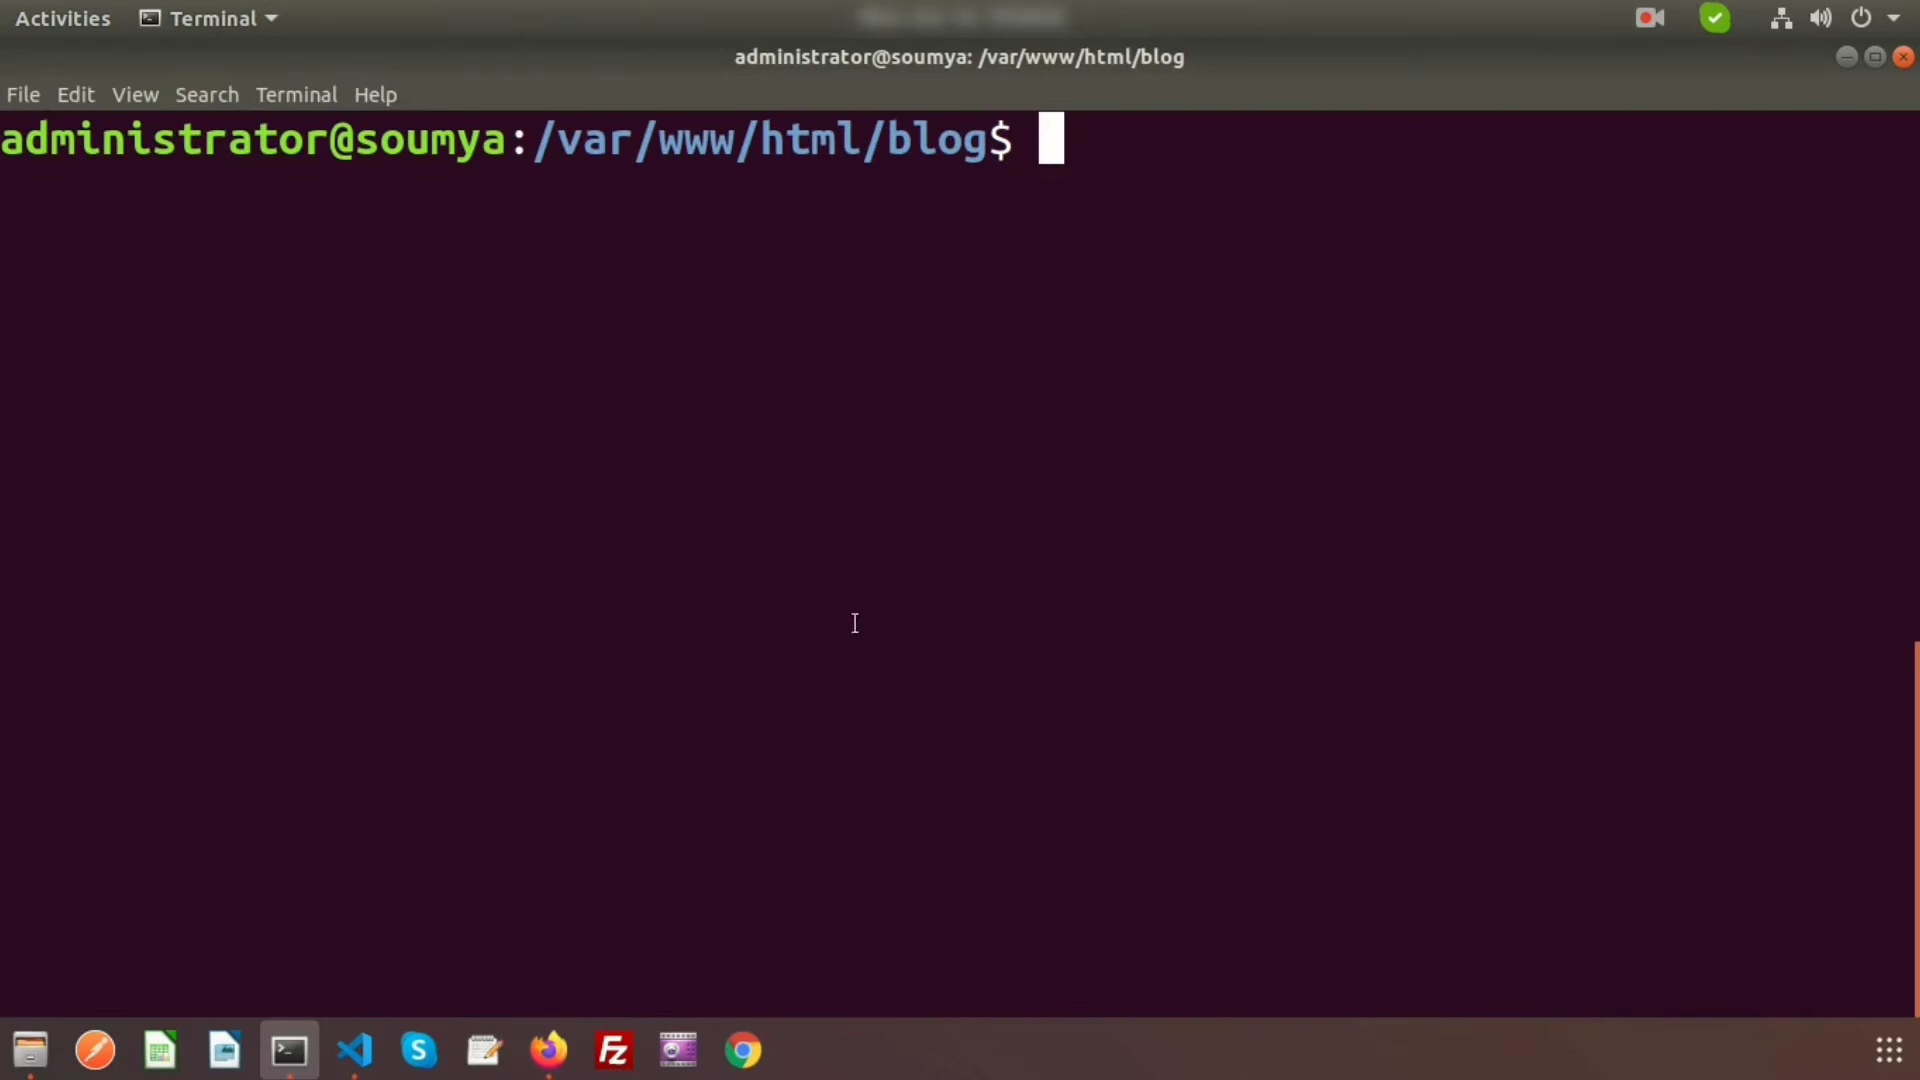 Activities Terminal
administrator@soumya: /var/www/html/blog
File Edit View Search Terminal Help
administrator@soumya:/var/www/html/blog$
S
FZ